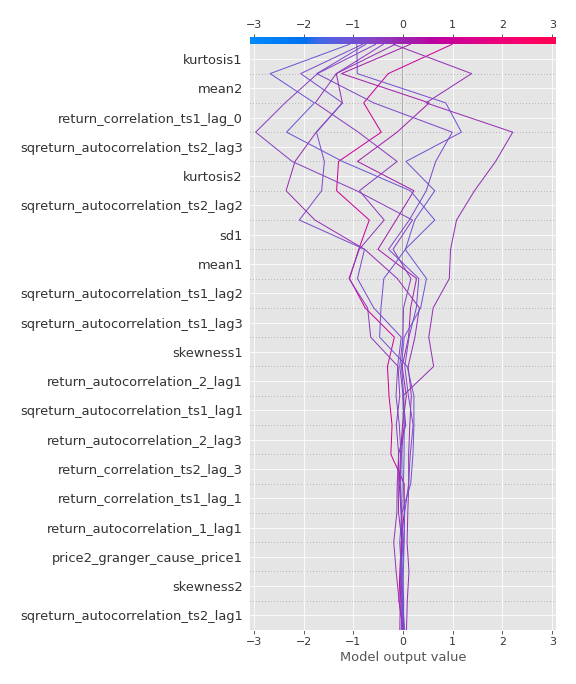 −3 −2 −1 0 1 2 3
kurtosis1
mean2
return_correlation_ts1_lag_0
sqreturn_autocorrelation_ts2_lag3
kurtosis2
sqreturn_autocorrelation_ts2_lag2
sd1
mean1
sqreturn_autocorrelation_ts1_lag2
sqreturn_autocorrelation_ts1_lag3
skewness1
return_autocorrelation_2_lag1
sqreturn_autocorrelation_ts1_lag1
return_autocorrelation_2_lag3
return_correlation_ts2_lag_3
return_correlation_ts1_lag_1
return_autocorrelation_1_lag1
price2_granger_cause_price1
skewness2
sqreturn_autocorrelation_ts2_lag1
−3 −2 −1 0 1 2 3
Model output value